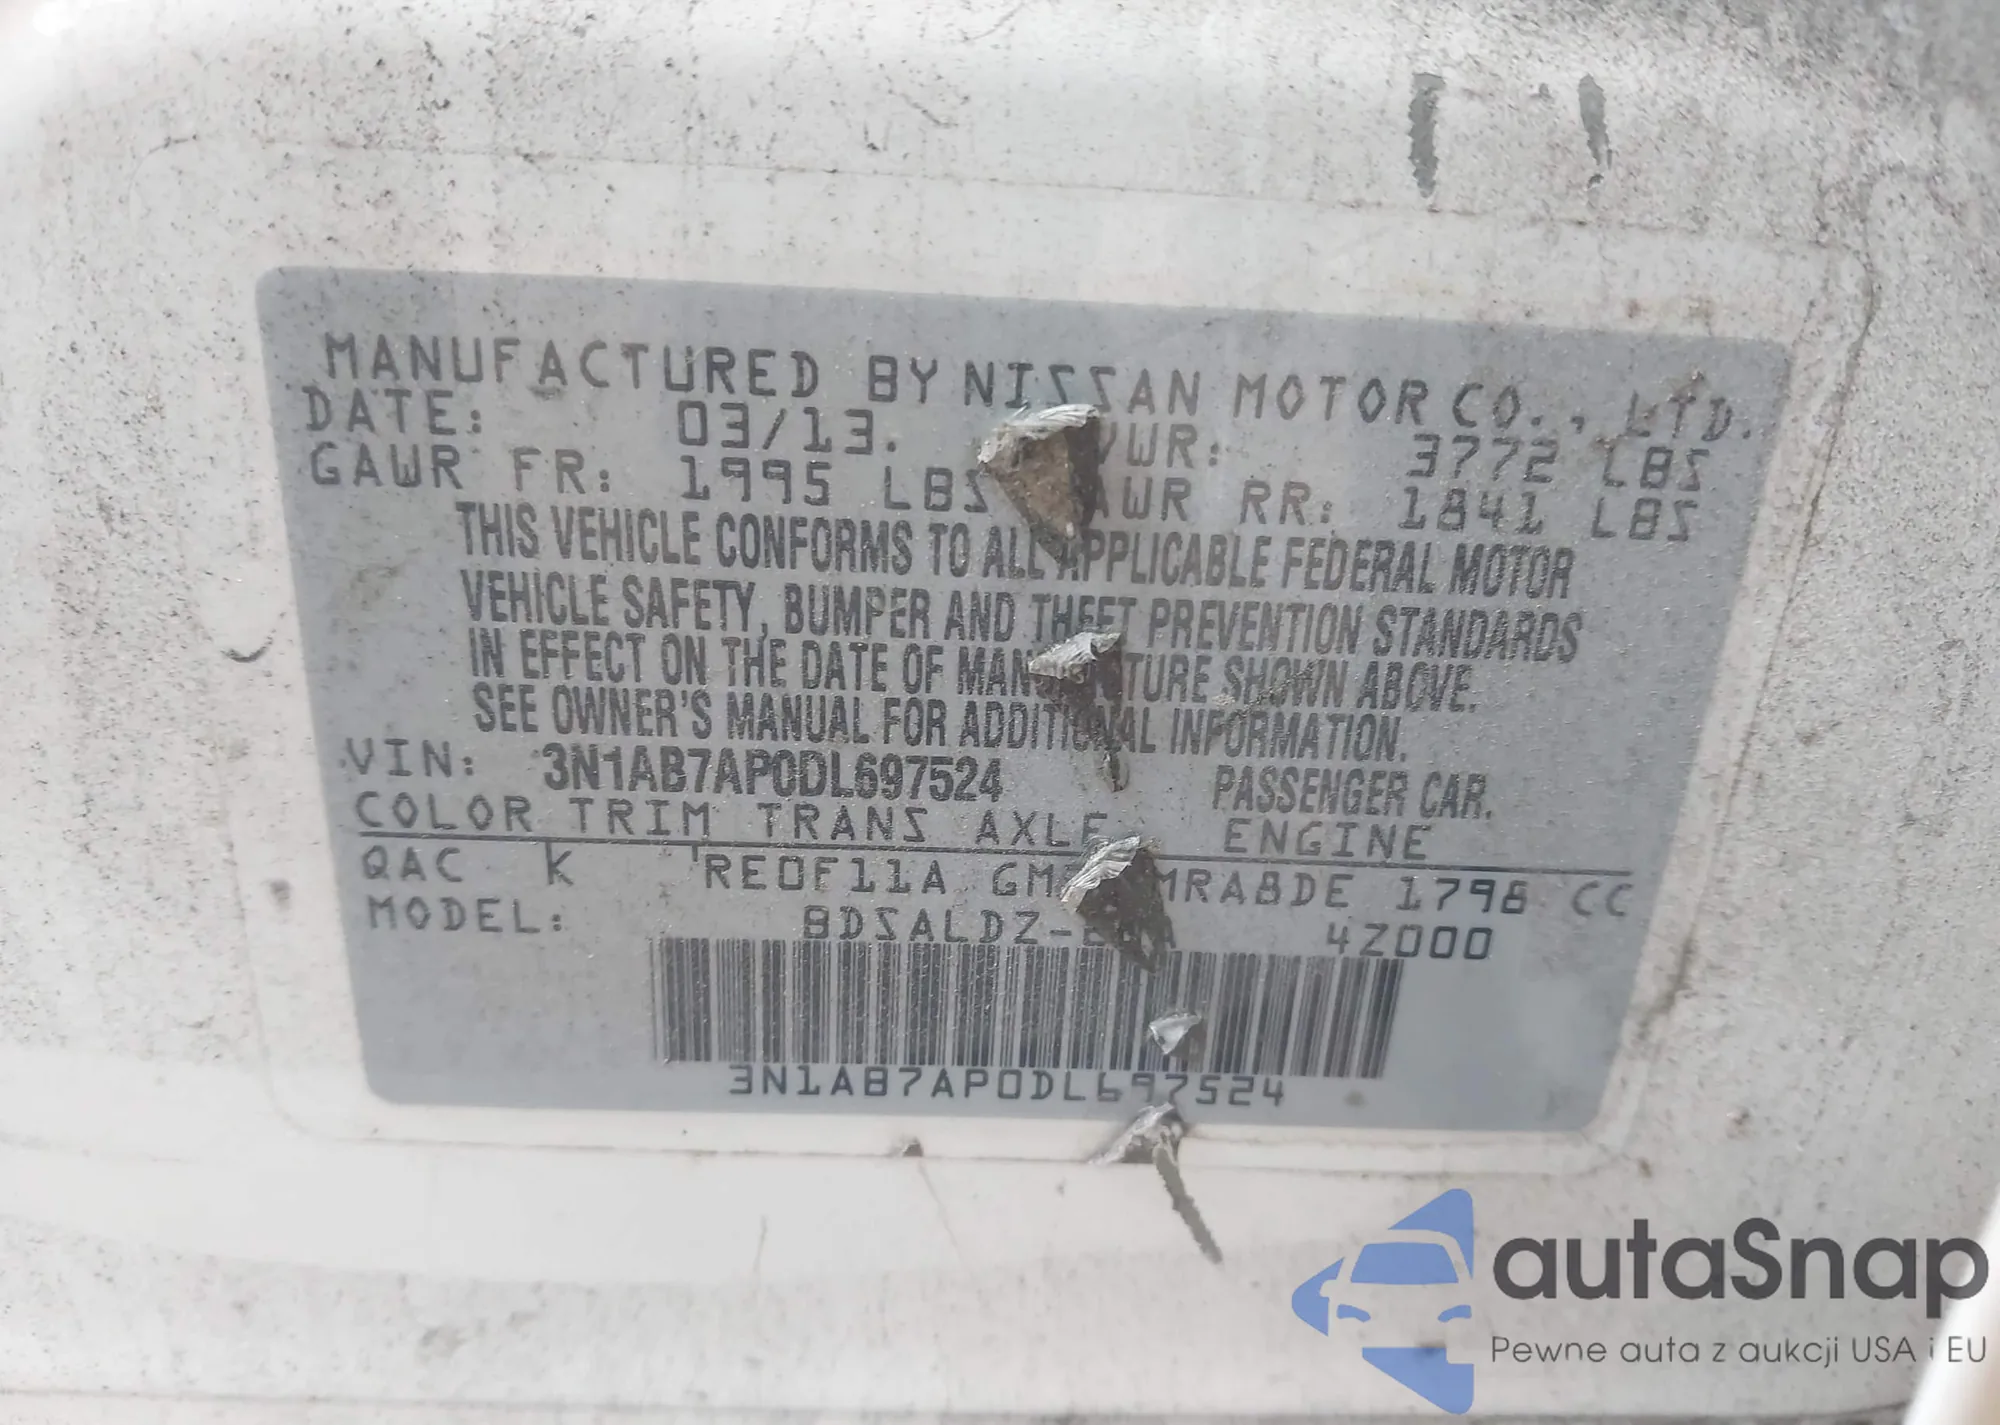 MANUFACTURED BY NISSAN MOTOR CO., LTD.
DATE: 03/13. 3772 LBS
GAWR FR: 1995 LBS RR: 1841 LBS
THIS VEHICLE CONFORMS TO ALL APPLICABLE FEDERAL MOTOR
VEHICLE SAFETY, BUMPER AND THEFT PREVENTION STANDARDS
IN EFFECT ON THE DATE OF SHOWN ABOVE.
SEE OWNER'S MANUAL FOR ADDITIONAL INFORMATION.
VIN: 3N1AB7AP0DL697524 PASSENGER CAR.
COLOR TRIM TRANS AXLE ENGINE
QAC K RE0F11A MRA8DE 1798 CC
MODEL: 4Z000
3N1AB7AP0DL697524
autaSnap
Pewne auta z aukcji USA i EU